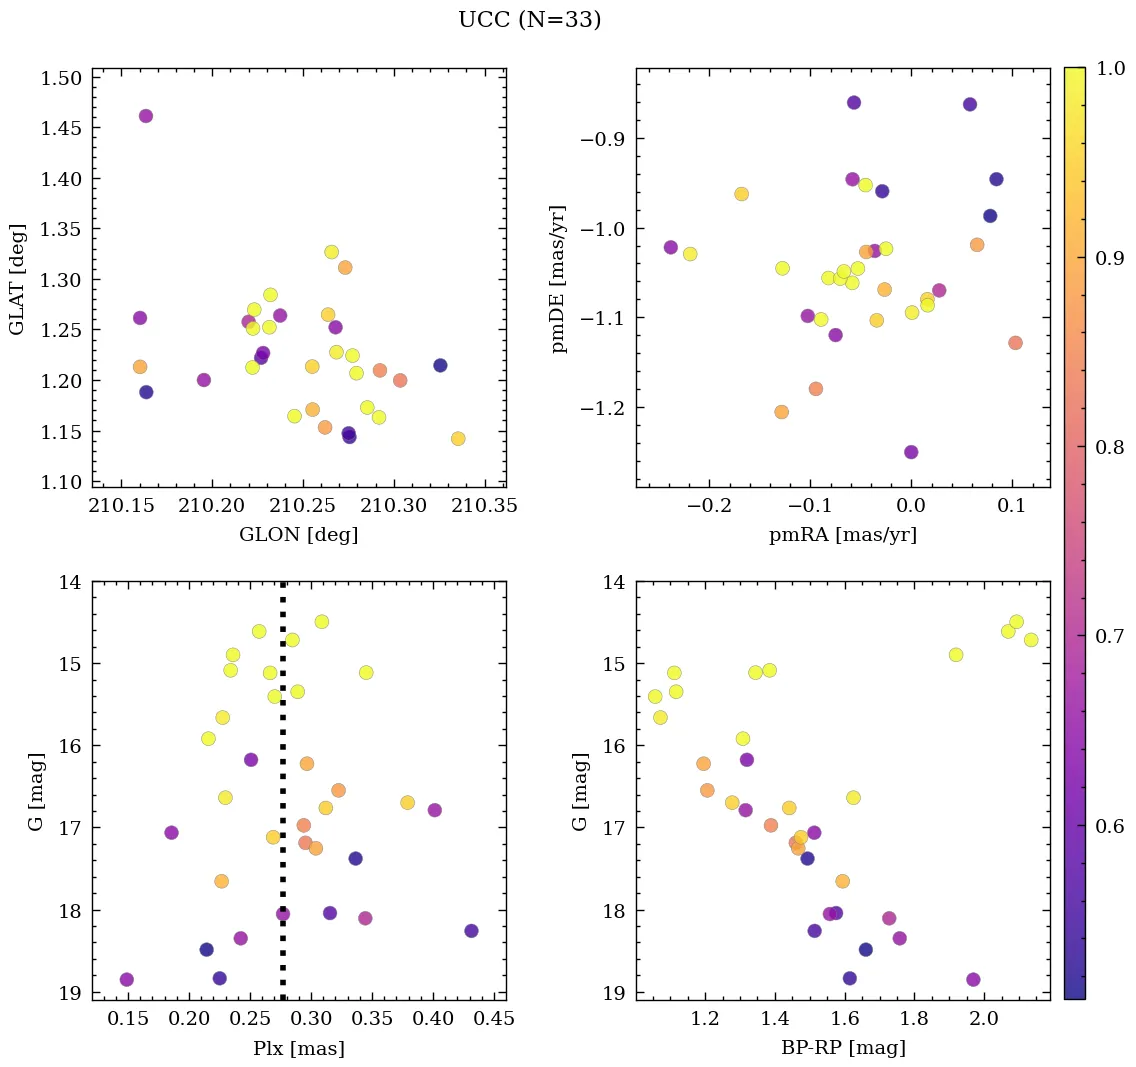 UCC (N=33)
1.50
1.45
1.40
1.35
1.30
1.25
1.20
1.15
1.10
GLAT [deg]
210.15 210.20 210.25 210.30 210.35
GLON [deg]
−0.9
−1.0
−1.1
−1.2
pmDE [mas/yr]
−0.2 −0.1 0.0 0.1
pmRA [mas/yr]
14
15
16
17
18
19
G [mag]
0.15 0.20 0.25 0.30 0.35 0.40 0.45
Plx [mas]
14
15
16
17
18
19
G [mag]
1.2 1.4 1.6 1.8 2.0
BP-RP [mag]
1.0
0.9
0.8
0.7
0.6